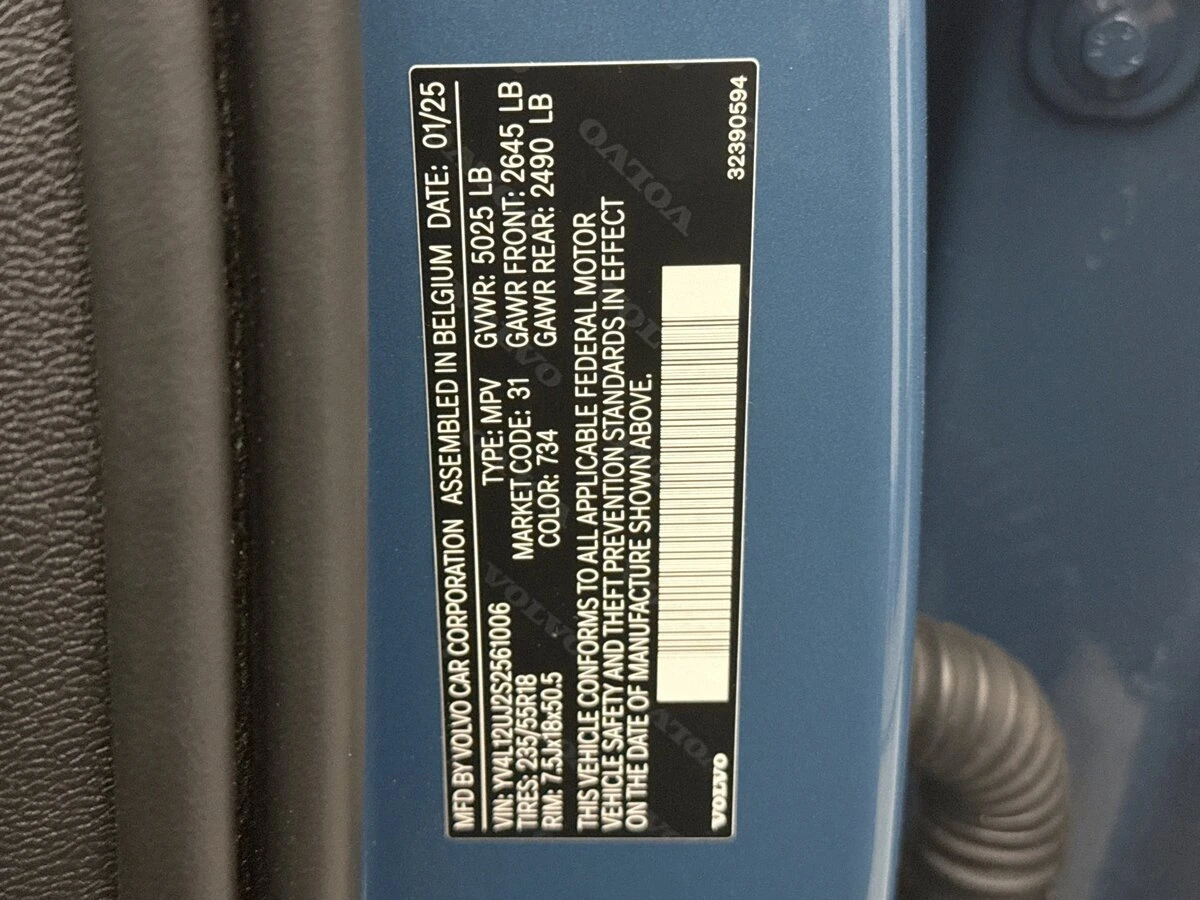 MFD BY VOLVO CAR CORPORATION ASSEMBLED IN BELGIUM DATE: 01/25
VIN: YV4L12UJ2S2561006 TYPE: MPV GVWR: 5025 LB
TIRES: 235/55R18 MARKET CODE: 31 GAWR FRONT: 2645 LB
RIM: 7.5Jx18x50.5 COLOR: 734 GAWR REAR: 2490 LB
THIS VEHICLE CONFORMS TO ALL APPLICABLE FEDERAL MOTOR
VEHICLE SAFETY AND THEFT PREVENTION STANDARDS IN EFFECT
ON THE DATE OF MANUFACTURE SHOWN ABOVE.
VOLVO 32390594